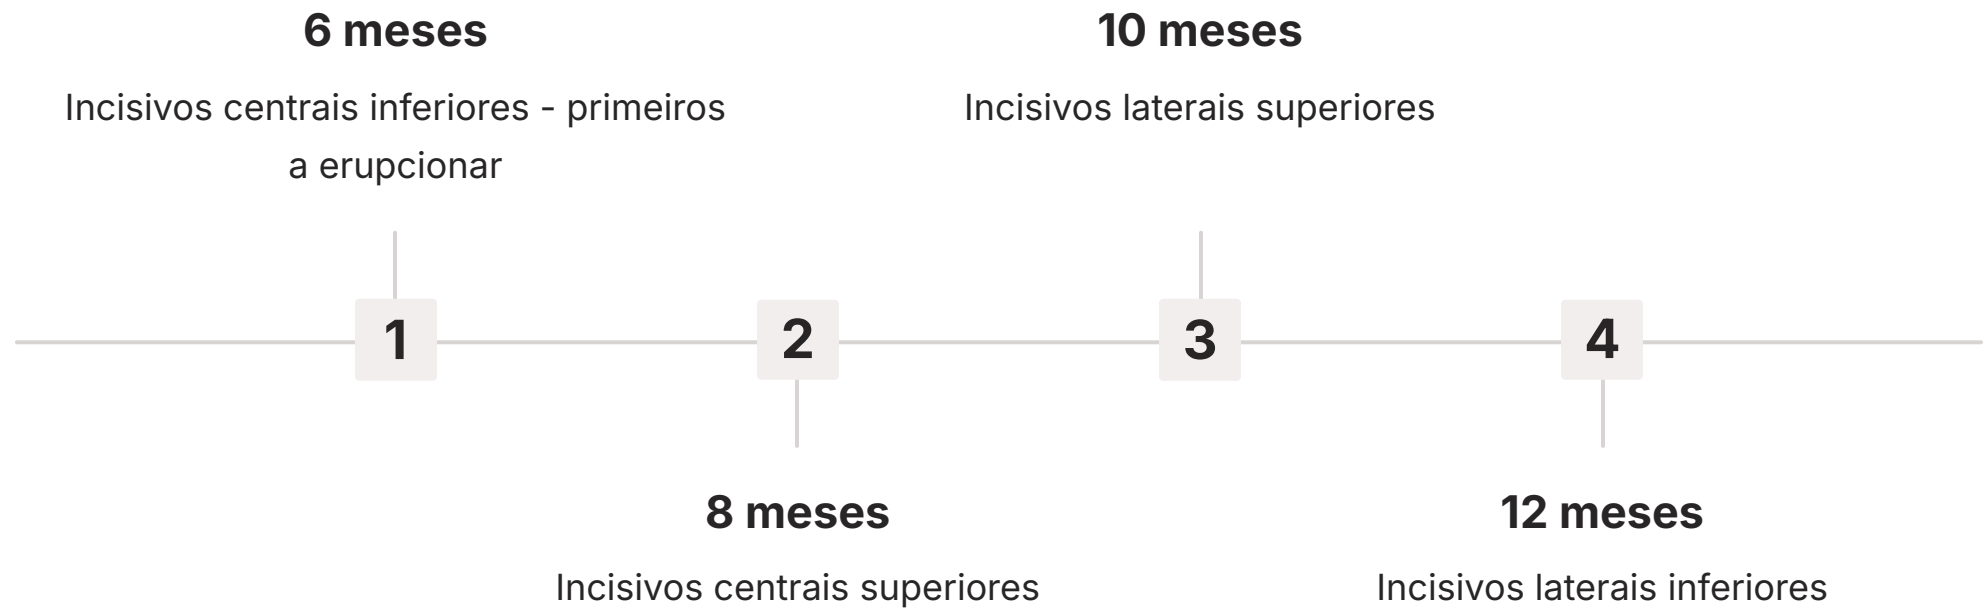 6 meses
Incisivos centrais inferiores - primeiros
a erupcionar
10 meses
Incisivos laterais superiores
1
2
3
4
8 meses
Incisivos centrais superiores
12 meses
Incisivos laterais inferiores